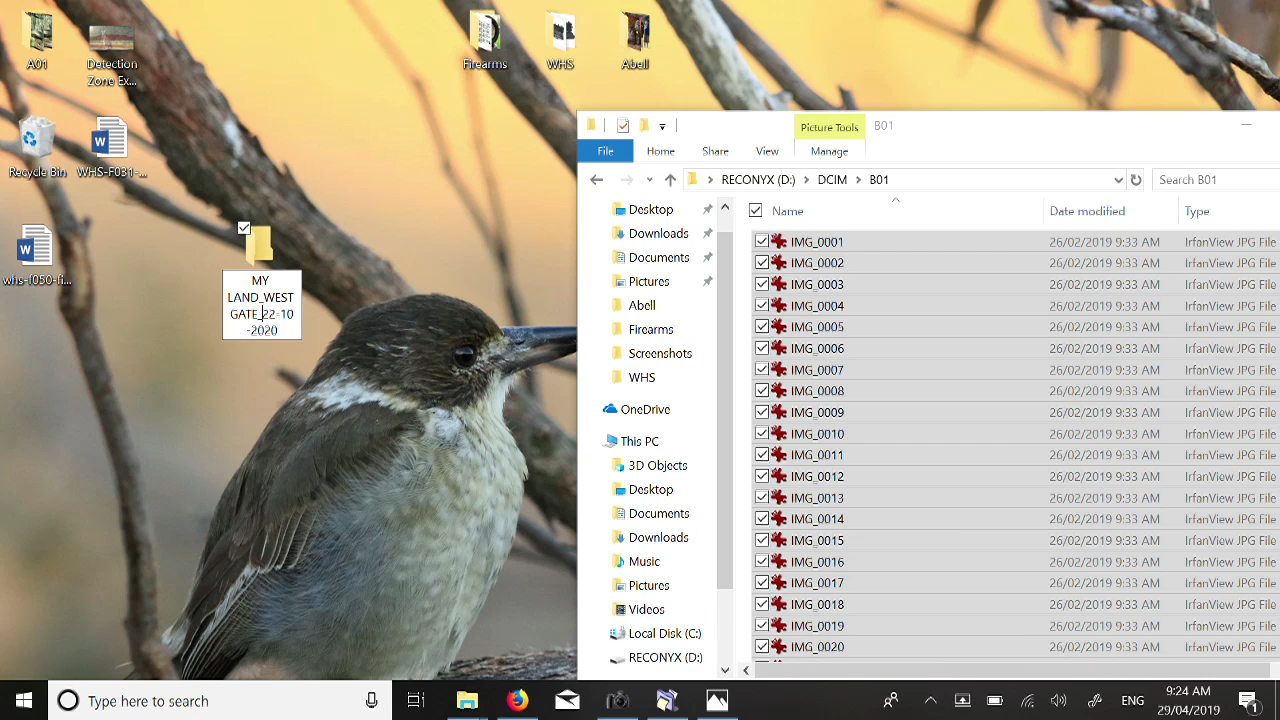 A01
Detection
Zone Ex...
Firearms
WHS
Abell
Recycle Bin
WHS-F031-...
whs-f050-fi...
MY
LAND_WEST
GATE_22-10
-2020
Picture Tools
B01
File
Home
Share
View
Manage
RECONYX (D:)
DCIM
B01
Search B01
Desktop
Downloads
Documents
Pictures
Abell
Firearms
Screenshots
WHS
OneDrive
This PC
3D Objects
Desktop
Documents
Downloads
Music
Pictures
Videos
Local Disk (C:)
RECONYX (D:)
Name Date modified Type
IMG_0001 26/02/2019 9:33 AM IrfanView JPG File
IMG_0002 26/02/2019 9:33 AM IrfanView JPG File
IMG_0003 26/02/2019 9:33 AM IrfanView JPG File
IMG_0004 26/02/2019 9:33 AM IrfanView JPG File
IMG_0005 26/02/2019 9:33 AM IrfanView JPG File
IMG_0006 26/02/2019 9:33 AM IrfanView JPG File
IMG_0007 26/02/2019 9:33 AM IrfanView JPG File
IMG_0008 26/02/2019 9:33 AM IrfanView JPG File
IMG_0009 26/02/2019 9:33 AM IrfanView JPG File
IMG_0010 26/02/2019 9:33 AM IrfanView JPG File
IMG_0011 26/02/2019 9:33 AM IrfanView JPG File
IMG_0012 26/02/2019 9:33 AM IrfanView JPG File
IMG_0013 26/02/2019 9:33 AM IrfanView JPG File
IMG_0014 26/02/2019 9:33 AM IrfanView JPG File
IMG_0015 26/02/2019 9:33 AM IrfanView JPG File
IMG_0016 26/02/2019 9:33 AM IrfanView JPG File
IMG_0017 26/02/2019 9:33 AM IrfanView JPG File
IMG_0018 26/02/2019 9:33 AM IrfanView JPG File
IMG_0019 26/02/2019 9:33 AM IrfanView JPG File
IMG_0020 26/02/2019 9:33 AM IrfanView JPG File
Type here to search
ENG
:24 AM
29/04/2019
1